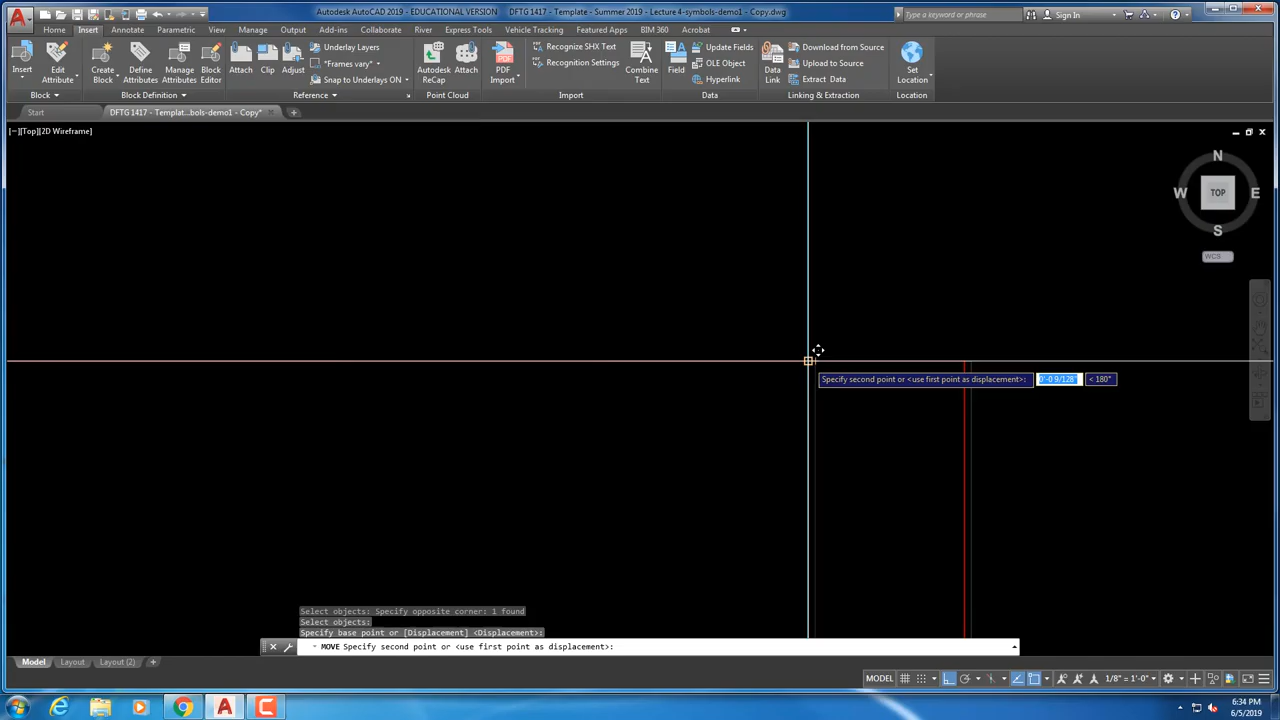 Autodesk AutoCAD 2019 - EDUCATIONAL VERSION DFTG 1417 - Template - Summer 2019 - Lecture 4-symbols-demo1 - Copy.dwg
Type a keyword or phrase
Sign In
Home Insert Annotate Parametric View Manage Output Add-ins Collaborate River Express Tools Vehicle Tracking Featured Apps BIM 360 Acrobat
Insert
Edit Attribute
Create Block
Define Attributes
Manage Attributes
Block Editor
Attach
Clip
Adjust
Underlay Layers
*Frames vary*
Snap to Underlays ON
Autodesk ReCap
Attach
PDF Import
Recognize SHX Text
Recognition Settings
Combine Text
Field
Update Fields
OLE Object
Hyperlink
Data Link
Download from Source
Upload to Source
Extract Data
Set Location
Block Block Definition Reference Point Cloud Import Data Linking & Extraction Location
Start DFTG 1417 - Templat...bols-demo1 - Copy*
[−][Top][2D Wireframe]
N
W TOP E
S
WCS
Specify second point or <use first point as displacement>: 0'-0 9/128" < 180°
Select objects: Specify opposite corner: 1 found
Select objects:
Specify base point or [Displacement] <Displacement>:
MOVE Specify second point or <use first point as displacement>:
Model Layout Layout (2)
MODEL 1/8" = 1'-0"
6:34 PM
6/5/2019